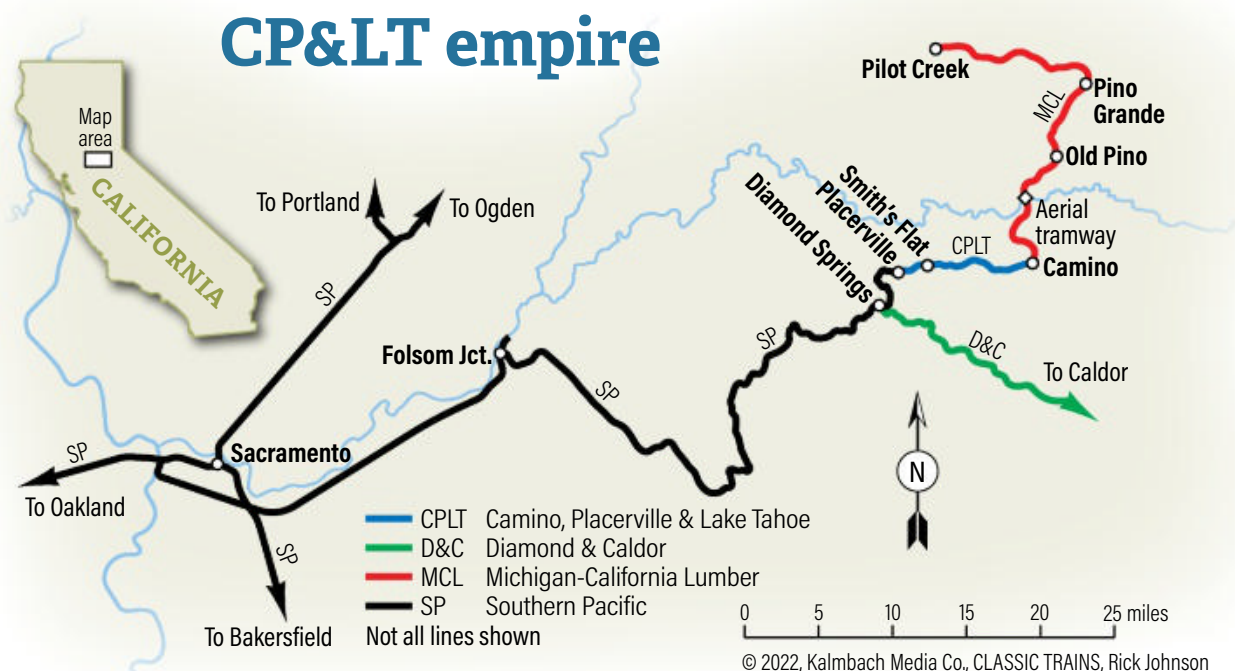 CP&LT empire
Map
area
CALIFORNIA
To Portland
To Ogden
SP
Pilot Creek
Pino
Grande
MCL
Old Pino
Aerial
tramway
Smith's Flat
Placerville
Diamond Springs
CPLT
Camino
D&C
To Caldor
SP
Folsom Jct.
SP
Sacramento
SP
To Oakland
SP
To Bakersfield
CPLT Camino, Placerville & Lake Tahoe
D&C Diamond & Caldor
MCL Michigan-California Lumber
SP Southern Pacific
Not all lines shown
N
0 5 10 15 20 25 miles
© 2022, Kalmbach Media Co., CLASSIC TRAINS, Rick Johnson